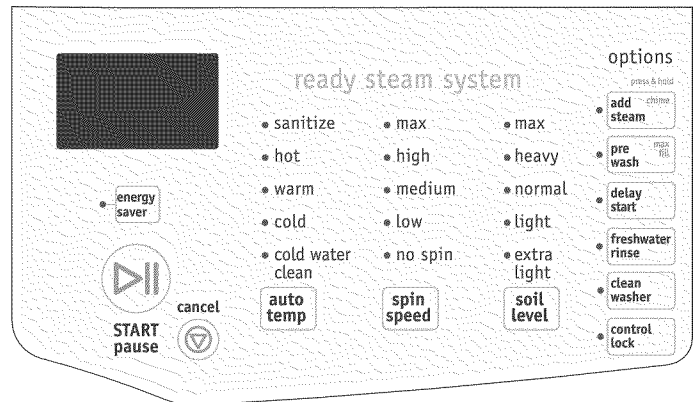 options
ready steam system
press & hold
add steam
chime
pre wash
max fill
delay start
freshwater rinse
clean washer
control lock
sanitize
hot
warm
cold
cold water clean
auto temp
max
high
medium
low
no spin
spin speed
max
heavy
normal
light
extra light
soil level
energy saver
START
pause
cancel